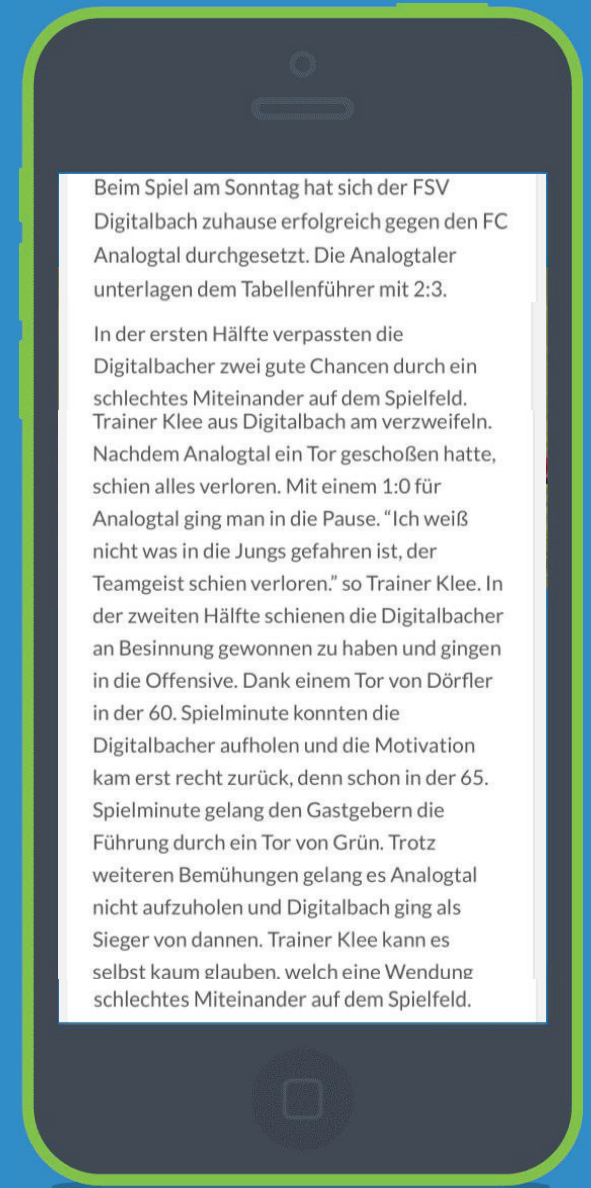 Beim Spiel am Sonntag hat sich der FSV
Digitalbach zuhause erfolgreich gegen den FC
Analogtal durchgesetzt. Die Analogtaler
unterlagen dem Tabellenführer mit 2:3.
In der ersten Hälfte verpassten die
Digitalbacher zwei gute Chancen durch ein
schlechtes Miteinander auf dem Spielfeld.
Trainer Klee aus Digitalbach am verzweifeln.
Nachdem Analogtal ein Tor geschoßen hatte,
schien alles verloren. Mit einem 1:0 für
Analogtal ging man in die Pause. “Ich weiß
nicht was in die Jungs gefahren ist, der
Teamgeist schien verloren.” so Trainer Klee. In
der zweiten Hälfte schienen die Digitalbacher
an Besinnung gewonnen zu haben und gingen
in die Offensive. Dank einem Tor von Dörfler
in der 60. Spielminute konnten die
Digitalbacher aufholen und die Motivation
kam erst recht zurück, denn schon in der 65.
Spielminute gelang den Gastgebern die
Führung durch ein Tor von Grün. Trotz
weiteren Bemühungen gelang es Analogtal
nicht aufzuholen und Digitalbach ging als
Sieger von dannen. Trainer Klee kann es
selbst kaum glauben, welch eine Wendung
schlechtes Miteinander auf dem Spielfeld.